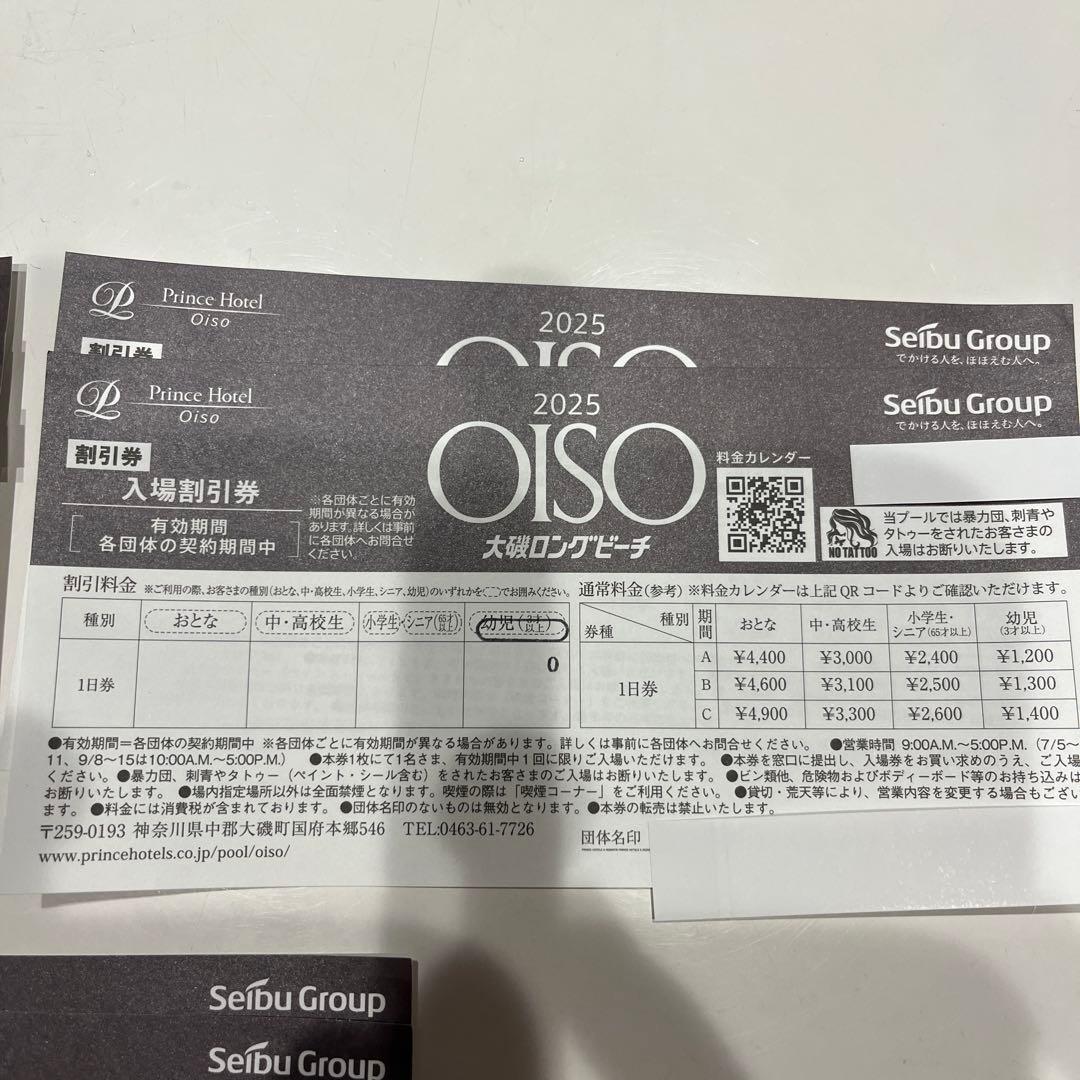 Prince Hotel
Oiso
割引券
2025
OISO
Seibu Group
でかける人を、ほほえむ人へ。
Prince Hotel
Oiso
割引券
入場割引券
有効期間
各団体の契約期間中
※各団体ごとに有効
期間が異なる場合が
あります。詳しくは事前
に各団体へお問合せ
ください。
2025
OISO
大磯ロングビーチ
Seibu Group
でかける人を、ほほえむ人へ。
料金カレンダー
NO TATTOO
当プールでは暴力団、刺青や
タトゥーをされたお客さまの
入場はお断りいたします。
割引料金 ※ご利用の際、お客さまの種別(おとな、中・高校生、小学生、シニア、幼児)のいずれかを( )でお囲みください。
種別 おとな 中・高校生 小学生・シニア(65才以上) 幼児(3才以上)
1日券 0
通常料金(参考) ※料金カレンダーは上記QRコードよりご確認いただけます。
券種 種別 期間 おとな 中・高校生 小学生・シニア(65才以上) 幼児(3才以上)
1日券
A ¥4,400 ¥3,000 ¥2,400 ¥1,200
B ¥4,600 ¥3,100 ¥2,500 ¥1,300
C ¥4,900 ¥3,300 ¥2,600 ¥1,400
●有効期間=各団体の契約期間中 ※各団体ごとに有効期間が異なる場合があります。詳しくは事前に各団体へお問合せください。 ●営業時間 9:00A.M.~5:00P.M.(7/5~
11、9/8~15は10:00A.M.~5:00P.M.) ●本券1枚にて1名さま、有効期間中1回に限りご入場いただけます。 ●本券を窓口に提出し、入場券をお買い求めのうえ、ご入場
ください。●暴力団、刺青やタトゥー(ペイント・シール含む)をされたお客さまのご入場はお断りいたします。 ●ビン類他、危険物およびボディーボード等のお持ち込みは
お断りいたします。 ●場内指定場所以外は全面禁煙となります。喫煙の際は「喫煙コーナー」をご利用ください。 ●貸切・荒天等により、営業内容を変更する場合もござい
ます。 ●料金には消費税が含まれております。 ●団体名印のないものは無効となります。 ●本券の転売は禁止いたします。
〒259-0193 神奈川県中郡大磯町国府本郷546 TEL:0463-61-7726
www.princehotels.co.jp/pool/oiso/
団体名印
Seibu Group
Seibu Group